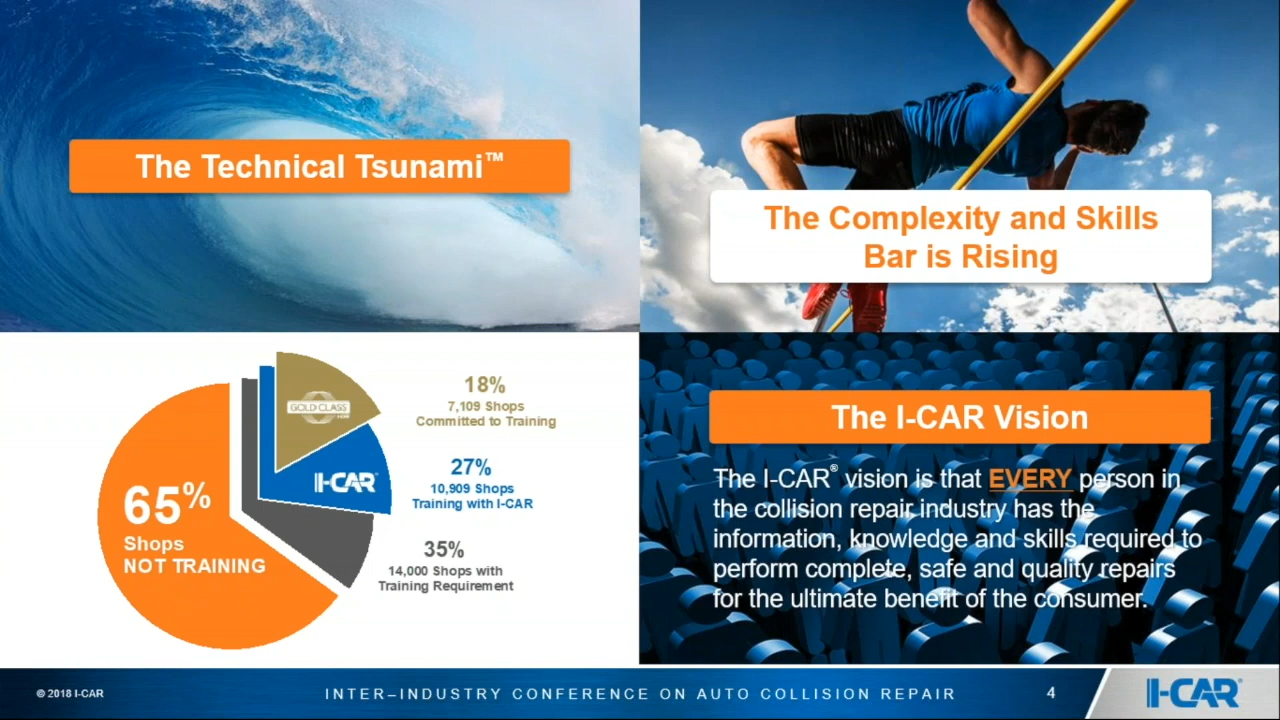 The Technical Tsunami™
The Complexity and Skills
Bar is Rising
65%
Shops
NOT TRAINING
GOLD CLASS
I-CAR
18%
7,109 Shops
Committed to Training
27%
10,909 Shops
Training with I-CAR
35%
14,000 Shops with
Training Requirement
The I-CAR Vision
The I-CAR® vision is that EVERY person in
the collision repair industry has the
information, knowledge and skills required to
perform complete, safe and quality repairs
for the ultimate benefit of the consumer.
© 2018 I-CAR
INTER–INDUSTRY CONFERENCE ON AUTO COLLISION REPAIR
4
I-CAR